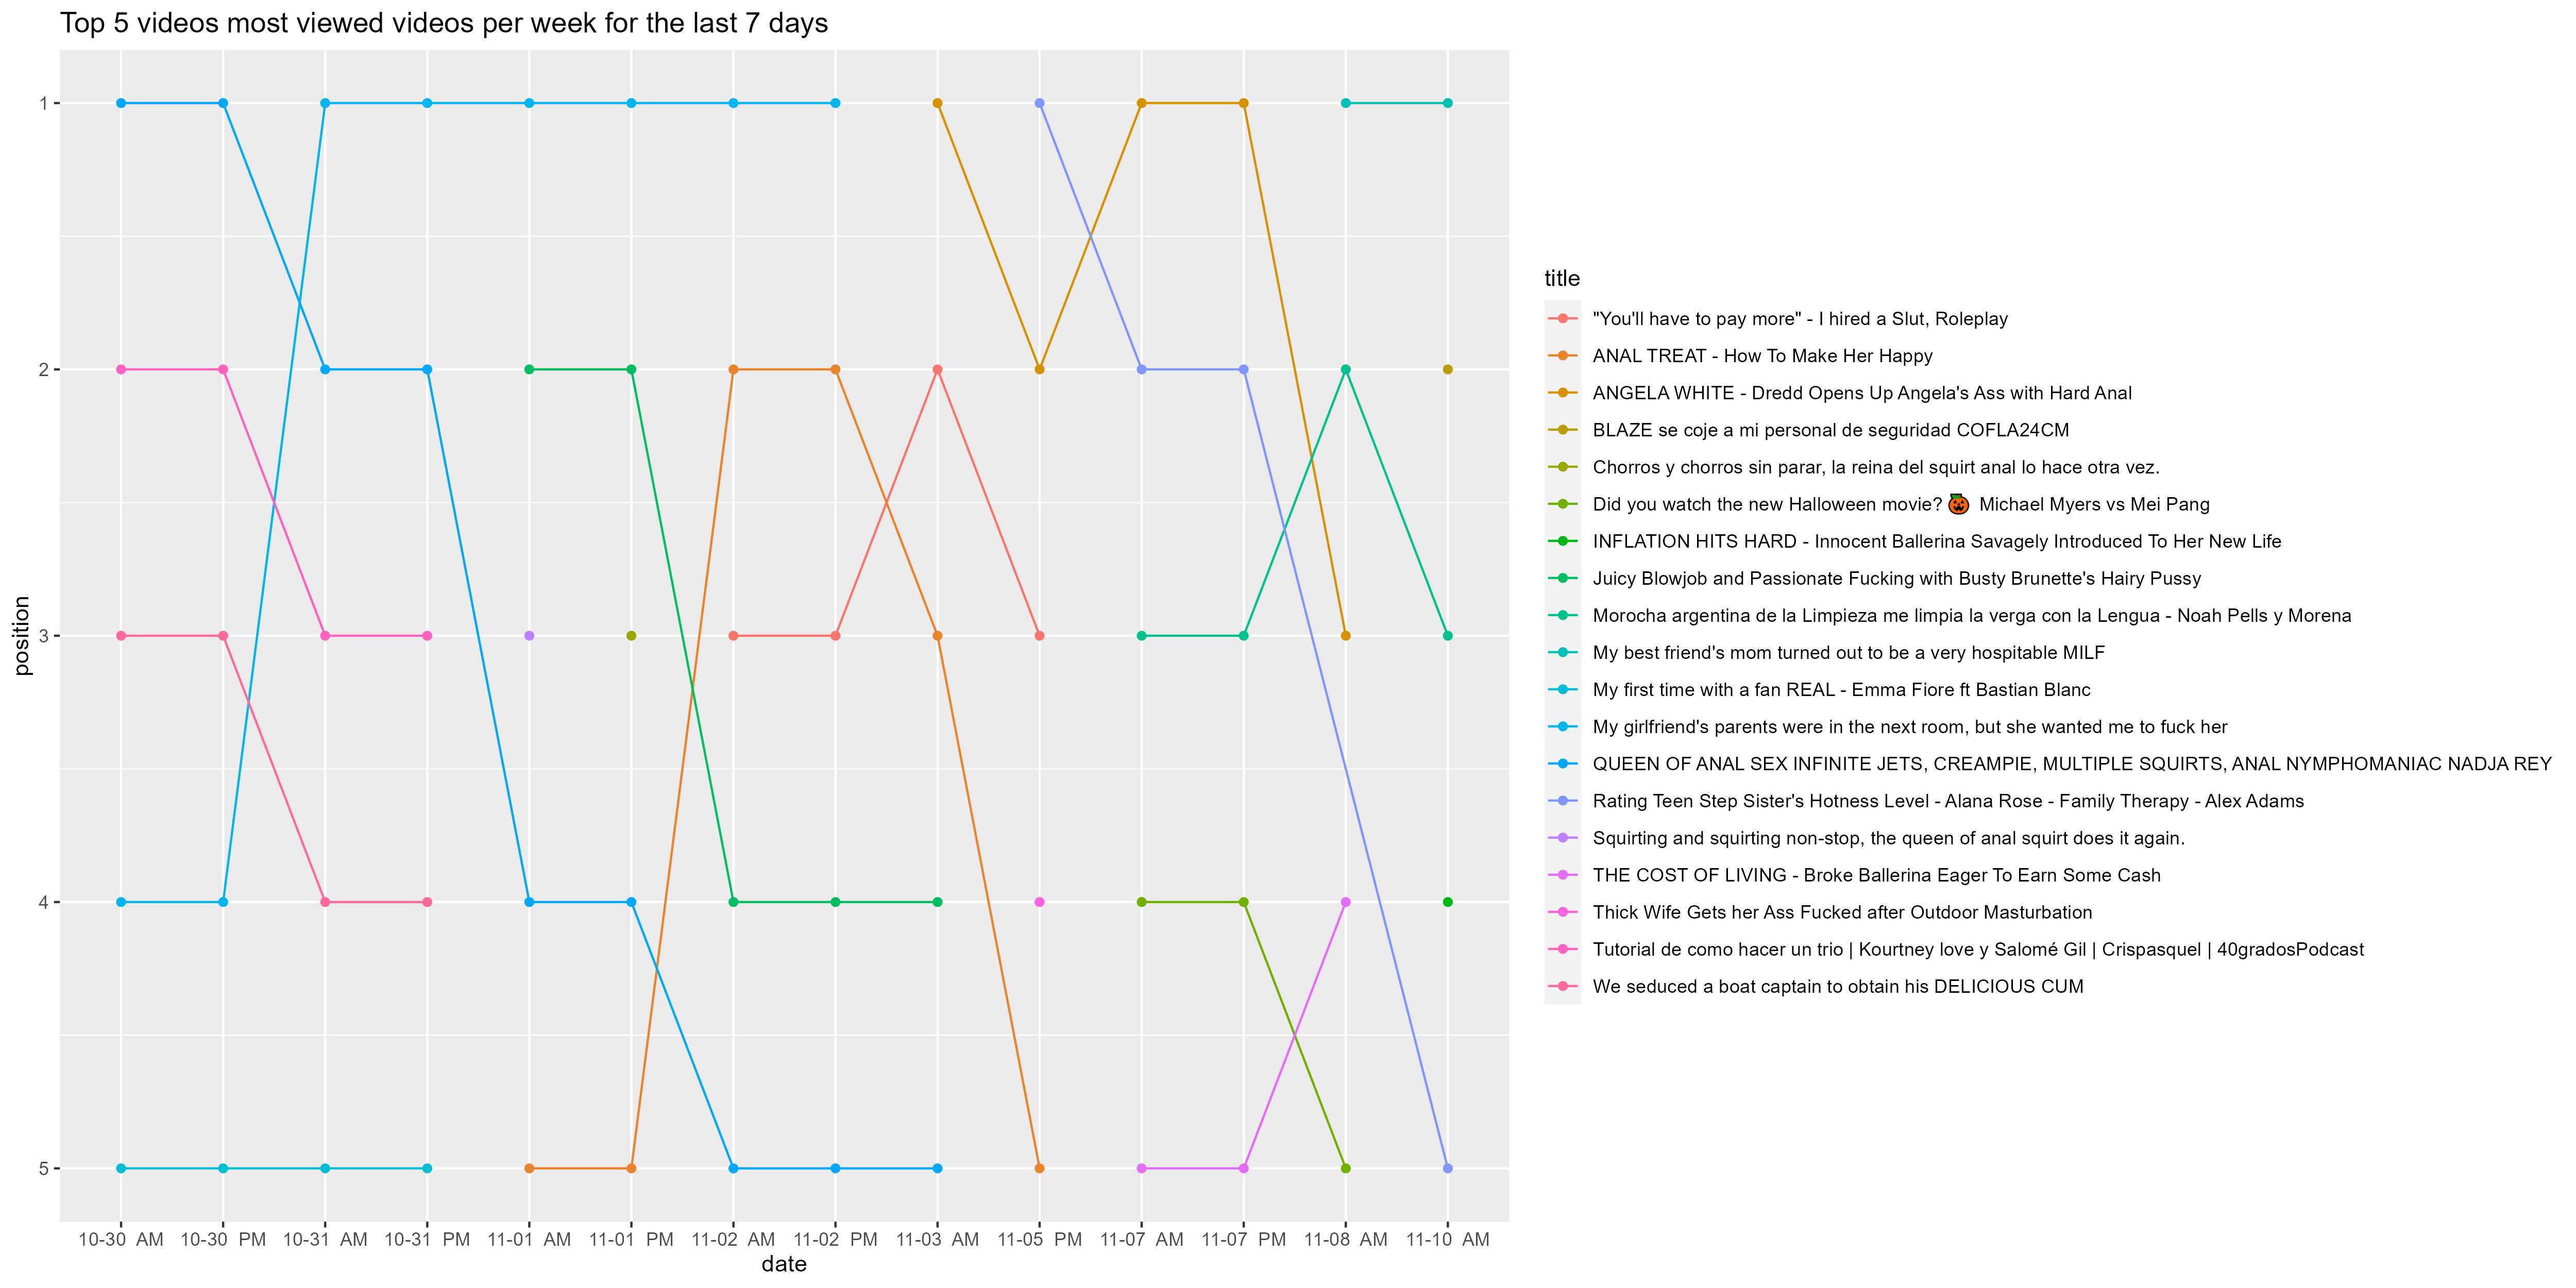 Top 5 videos most viewed videos per week for the last 7 days
position
1
2
3
4
5
10-30 AM
10-30 PM
10-31 AM
10-31 PM
11-01 AM
11-01 PM
11-02 AM
11-02 PM
11-03 AM
11-05 PM
11-07 AM
11-07 PM
11-08 AM
11-10 AM
date
title
"You'll have to pay more" - I hired a Slut, Roleplay
ANAL TREAT - How To Make Her Happy
ANGELA WHITE - Dredd Opens Up Angela's Ass with Hard Anal
BLAZE se coje a mi personal de seguridad COFLA24CM
Chorros y chorros sin parar, la reina del squirt anal lo hace otra vez.
Did you watch the new Halloween movie? 🎃 Michael Myers vs Mei Pang
INFLATION HITS HARD - Innocent Ballerina Savagely Introduced To Her New Life
Juicy Blowjob and Passionate Fucking with Busty Brunette's Hairy Pussy
Morocha argentina de la Limpieza me limpia la verga con la Lengua - Noah Pells y Morena
My best friend's mom turned out to be a very hospitable MILF
My first time with a fan REAL - Emma Fiore ft Bastian Blanc
My girlfriend's parents were in the next room, but she wanted me to fuck her
QUEEN OF ANAL SEX INFINITE JETS, CREAMPIE, MULTIPLE SQUIRTS, ANAL NYMPHOMANIAC NADJA REY
Rating Teen Step Sister's Hotness Level - Alana Rose - Family Therapy - Alex Adams
Squirting and squirting non-stop, the queen of anal squirt does it again.
THE COST OF LIVING - Broke Ballerina Eager To Earn Some Cash
Thick Wife Gets her Ass Fucked after Outdoor Masturbation
Tutorial de como hacer un trio | Kourtney love y Salomé Gil | Crispasquel | 40gradosPodcast
We seduced a boat captain to obtain his DELICIOUS CUM